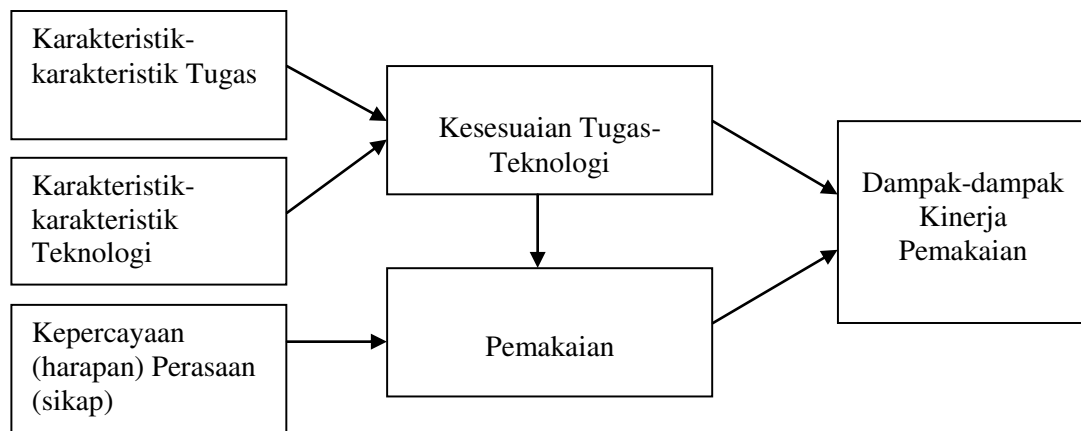 Karakteristik-
karakteristik Tugas
Karakteristik-
karakteristik
Teknologi
Kepercayaan
(harapan) Perasaan
(sikap)
Kesesuaian Tugas-
Teknologi
Pemakaian
Dampak-dampak
Kinerja
Pemakaian